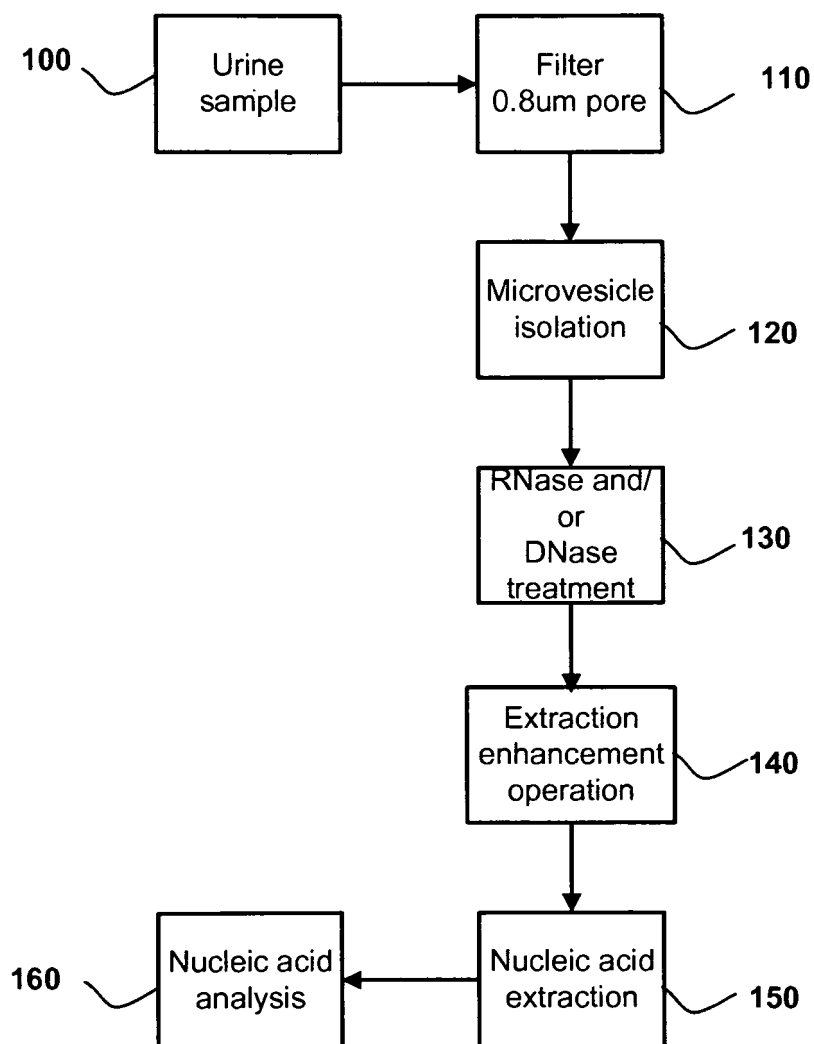 100
Urine
sample
Filter
0.8um pore
110
Microvesicle
isolation
120
RNase and/
or
DNase
treatment
130
Extraction
enhancement
operation
140
160
Nucleic acid
analysis
Nucleic acid
extraction
150